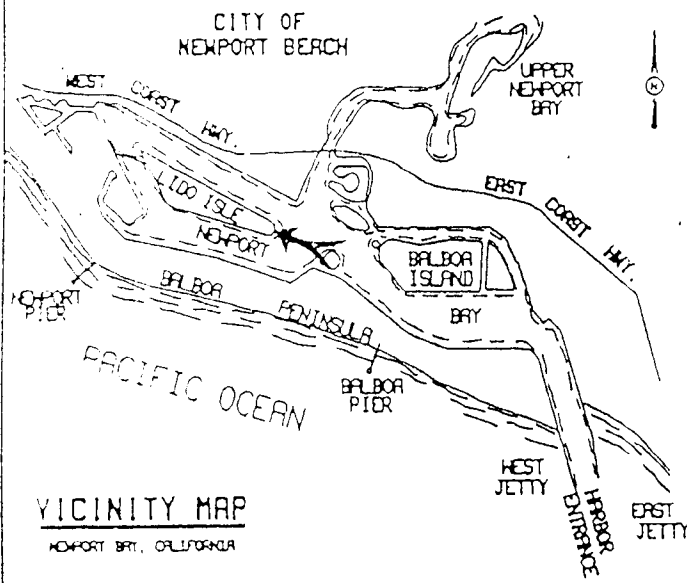 CITY OF
NEWPORT BEACH
UPPER
NEWPORT
BAY
N
WEST COAST HWY.
EAST COAST HWY.
LIDO ISLE
NEWPORT
BALBOA
ISLAND
BAY
NEWPORT
PIER
BALBOA PENINSULA
BALBOA
PIER
PACIFIC OCEAN
WEST
JETTY
HARBOR
ENTRANCE
EAST
JETTY
VICINITY MAP
NEWPORT BAY, CALIFORNIA